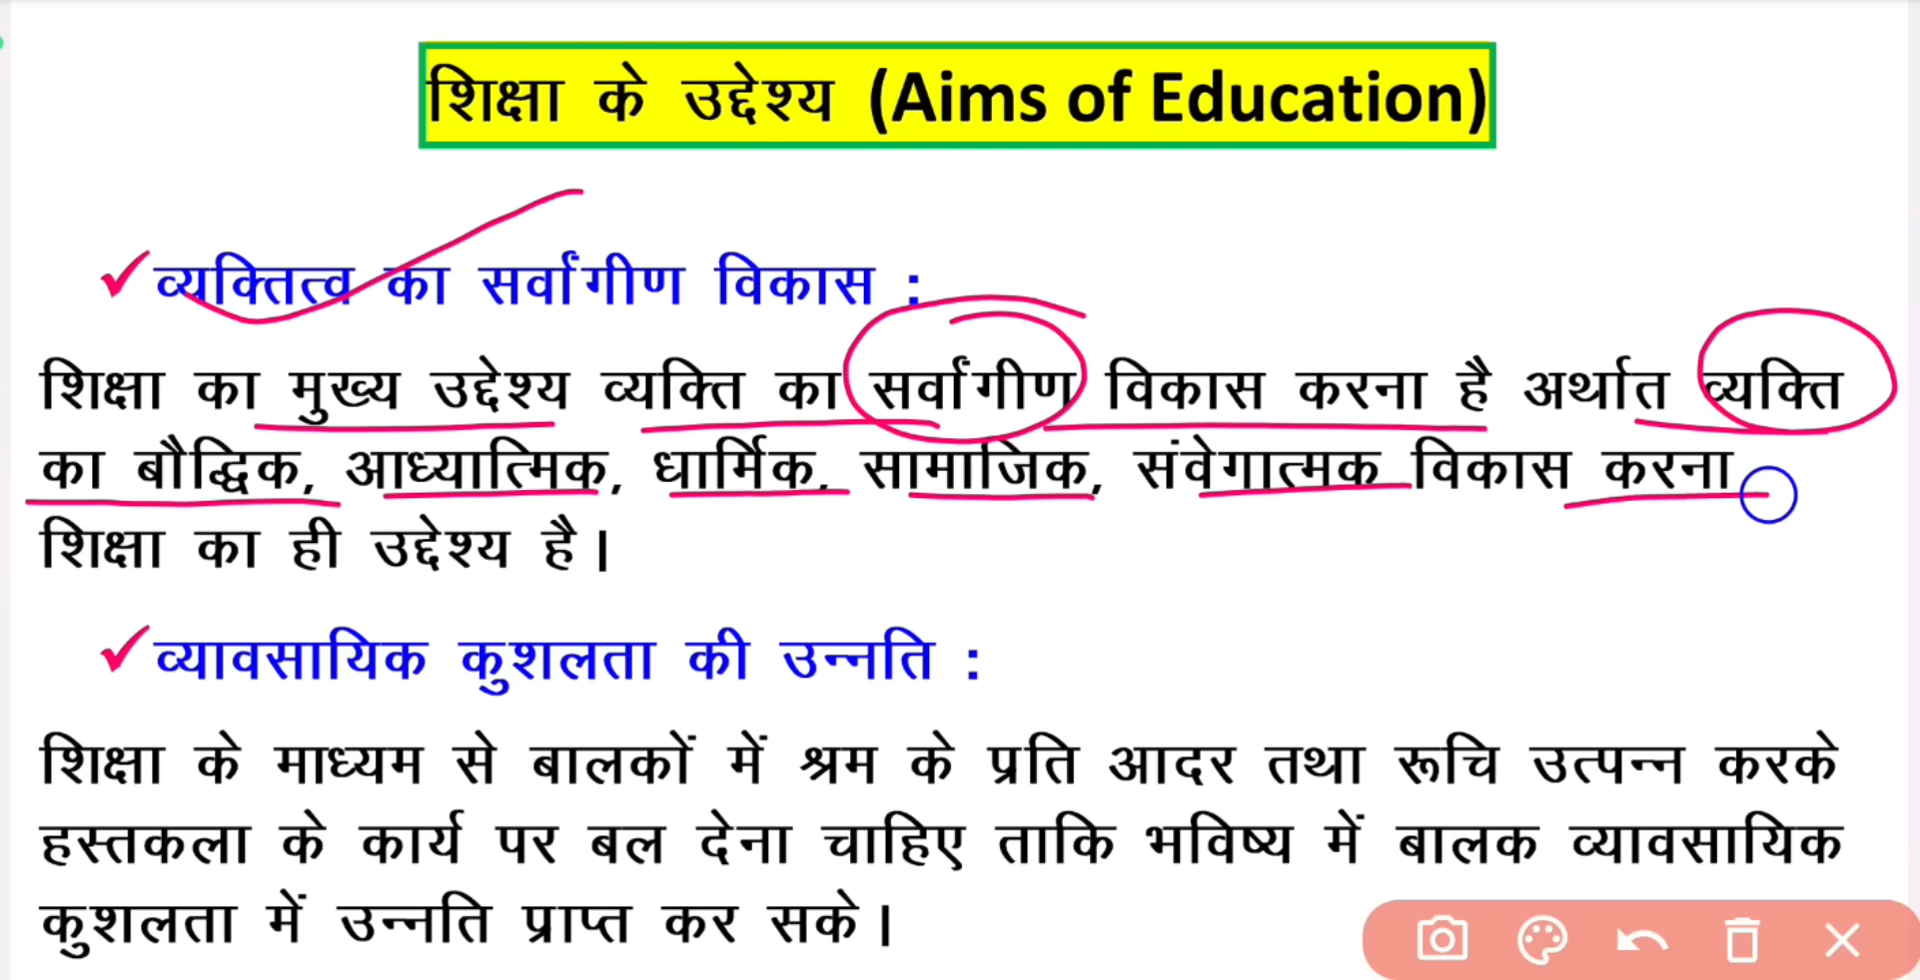 शिक्षा के उद्देश्य (Aims of Education)
व्यक्तित्व का सर्वांगीण विकास :
शिक्षा का मुख्य उद्देश्य व्यक्ति का सर्वांगीण विकास करना है अर्थात व्यक्ति
का बौद्धिक, आध्यात्मिक, धार्मिक, सामाजिक, संवेगात्मक विकास करना
शिक्षा का ही उद्देश्य है।
व्यावसायिक कुशलता की उन्नति :
शिक्षा के माध्यम से बालकों में श्रम के प्रति आदर तथा रूचि उत्पन्न करके
हस्तकला के कार्य पर बल देना चाहिए ताकि भविष्य में बालक व्यावसायिक
कुशलता में उन्नति प्राप्त कर सके।